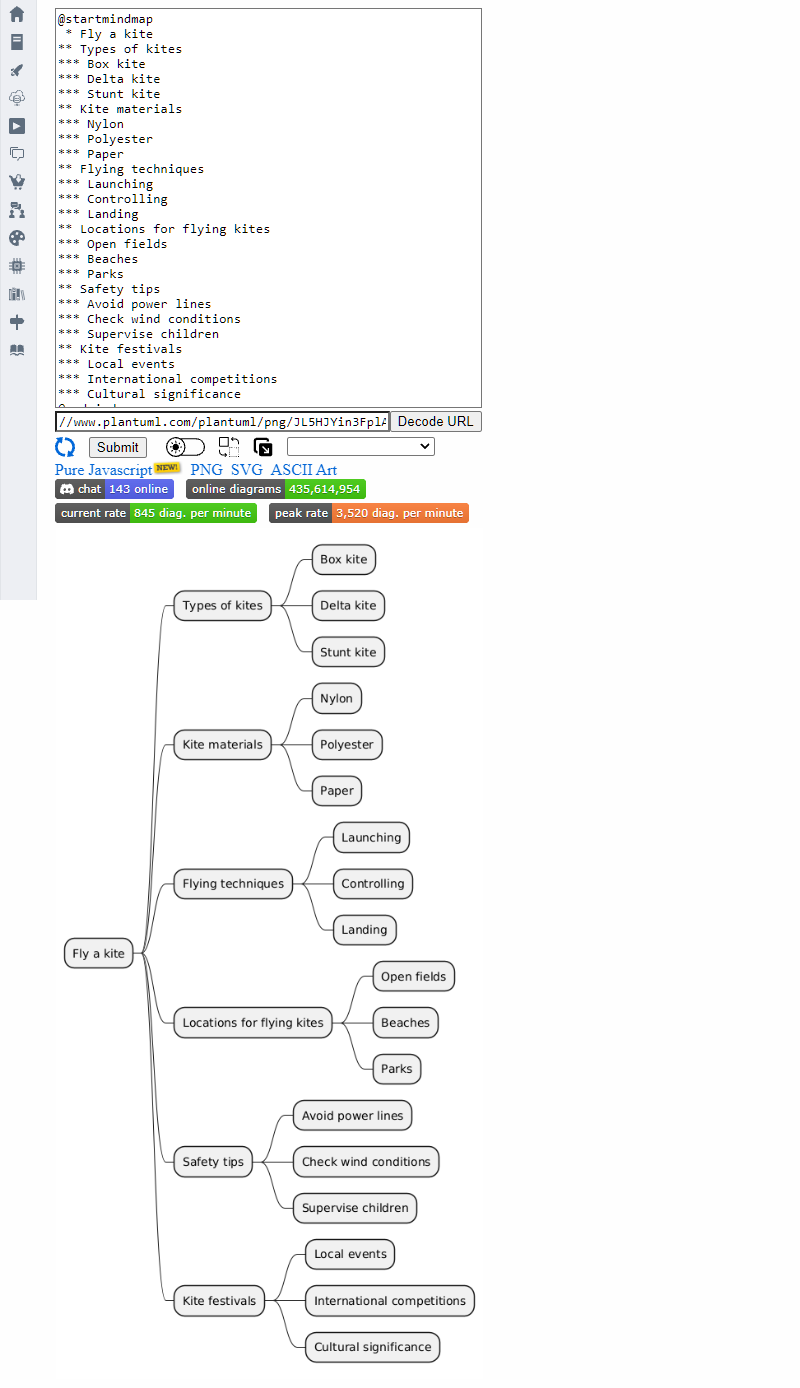 @startmindmap
* Fly a kite
** Types of kites
*** Box kite
*** Delta kite
*** Stunt kite
** Kite materials
*** Nylon
*** Polyester
*** Paper
** Flying techniques
*** Launching
*** Controlling
*** Landing
** Locations for flying kites
*** Open fields
*** Beaches
*** Parks
** Safety tips
*** Avoid power lines
*** Check wind conditions
*** Supervise children
** Kite festivals
*** Local events
*** International competitions
*** Cultural significance
//www.plantuml.com/plantuml/png/JL5HJYin3FplA Decode URL
Submit
Pure Javascript NEW! PNG SVG ASCII Art
chat 143 online online diagrams 435,614,954
current rate 845 diag. per minute peak rate 3,520 diag. per minute
Box kite
Types of kites
Delta kite
Stunt kite
Nylon
Kite materials
Polyester
Paper
Launching
Flying techniques
Controlling
Landing
Fly a kite
Open fields
Locations for flying kites
Beaches
Parks
Avoid power lines
Safety tips
Check wind conditions
Supervise children
Local events
Kite festivals
International competitions
Cultural significance